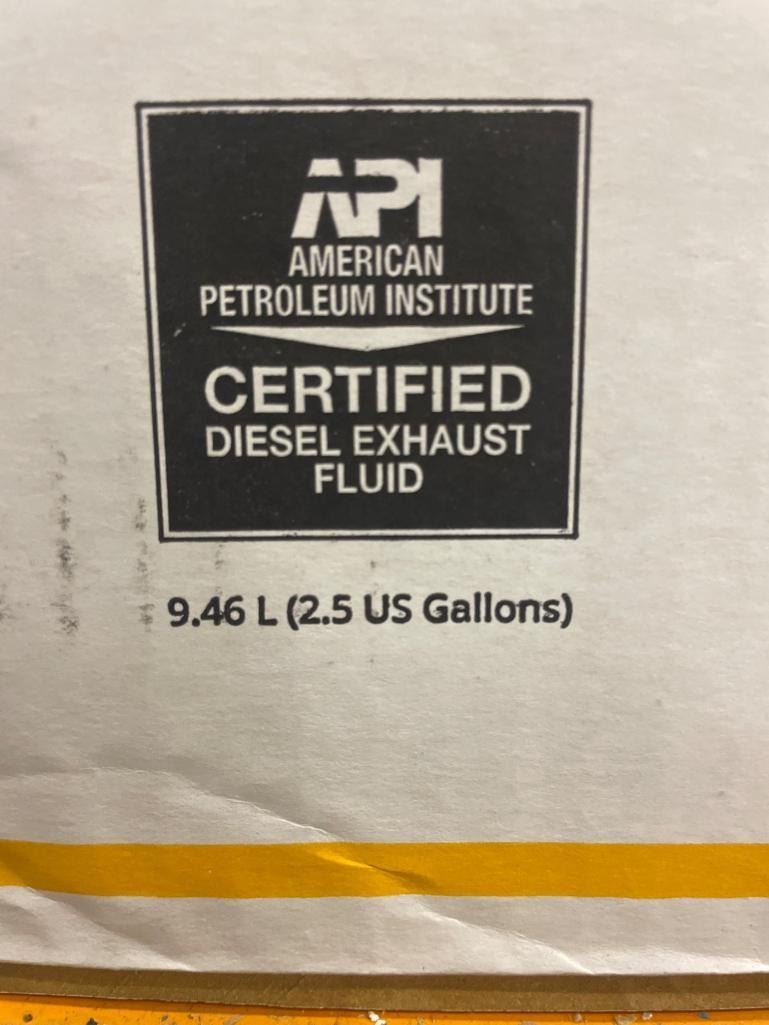 API
AMERICAN
PETROLEUM INSTITUTE
CERTIFIED
DIESEL EXHAUST
FLUID
9.46 L (2.5 US Gallons)